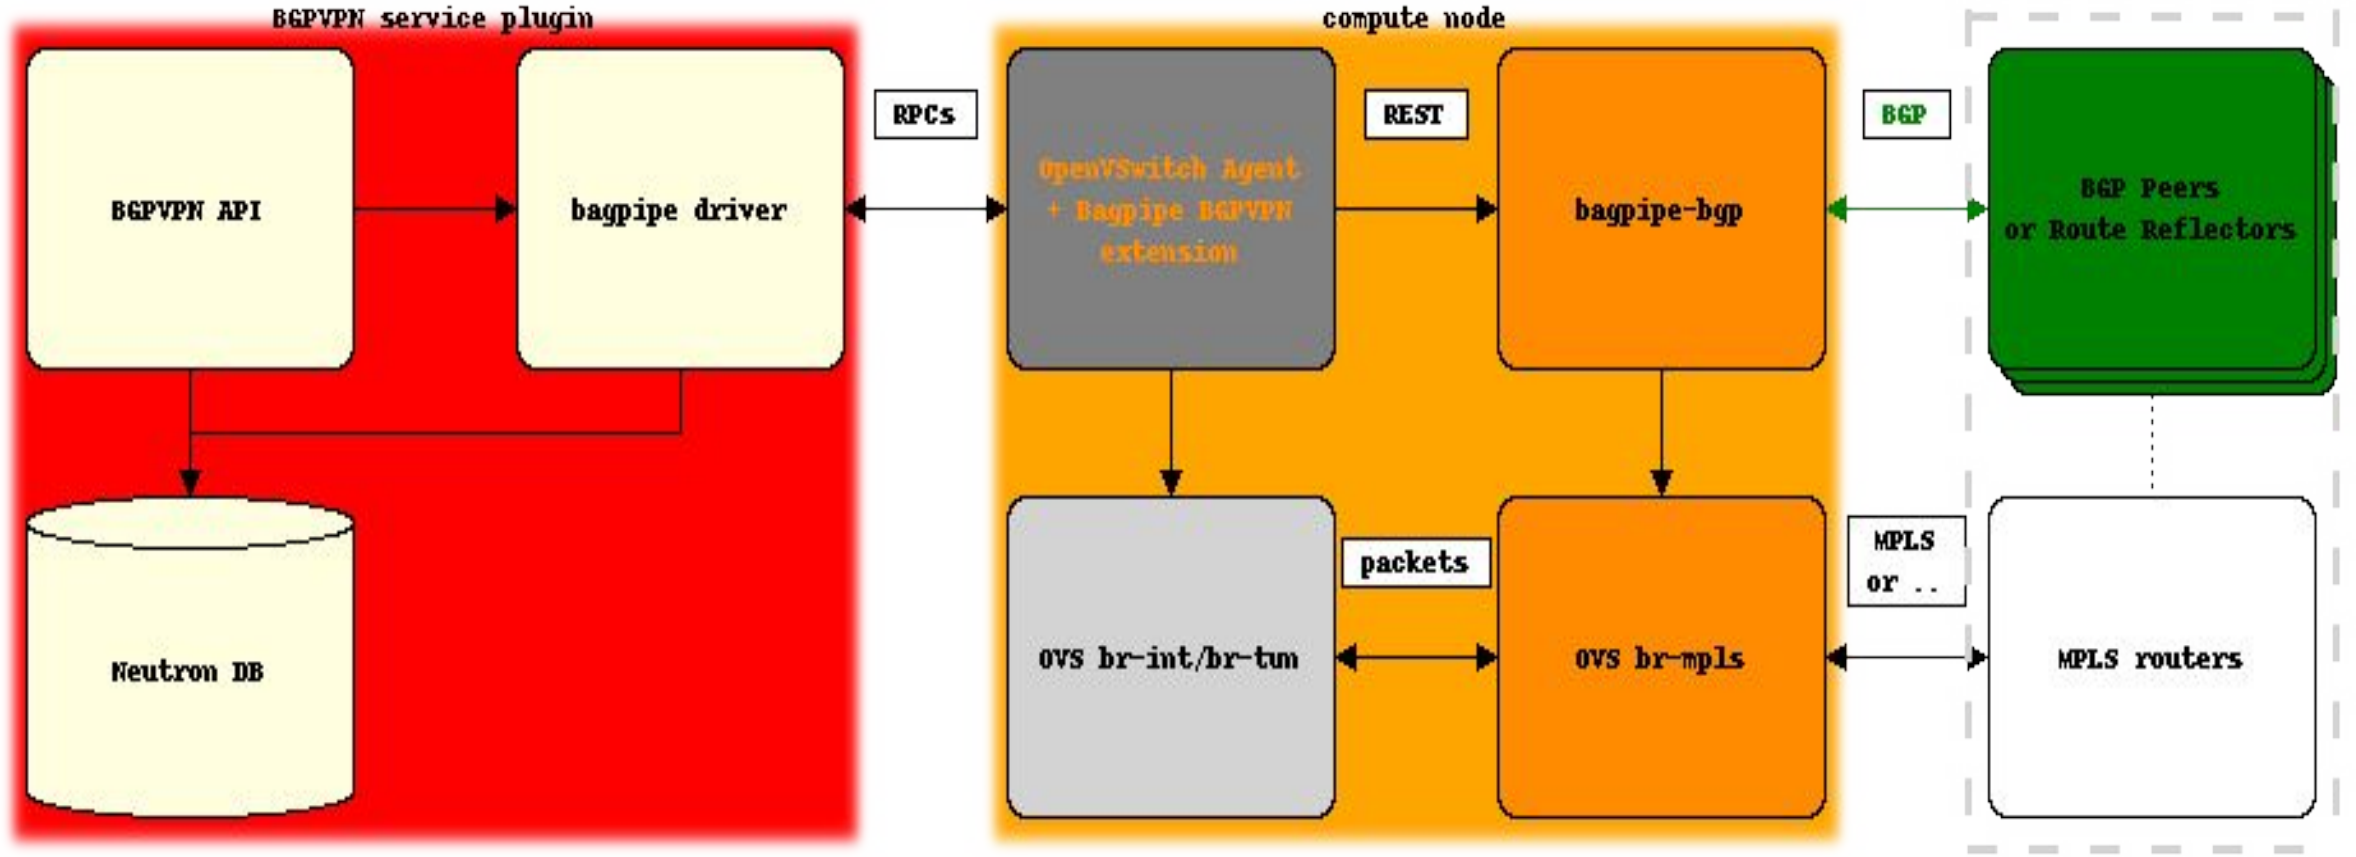 BGPVPN service plugin
compute node
BGPVPN API
bagpipe driver
RPCs
OpenVSwitch Agent
+ Bagpipe BGPVPN
extension
REST
bagpipe-bgp
BGP
BGP Peers
or Route Reflectors
Neutron DB
OVS br-int/br-tun
packets
OVS br-mpls
MPLS
or ..
MPLS routers